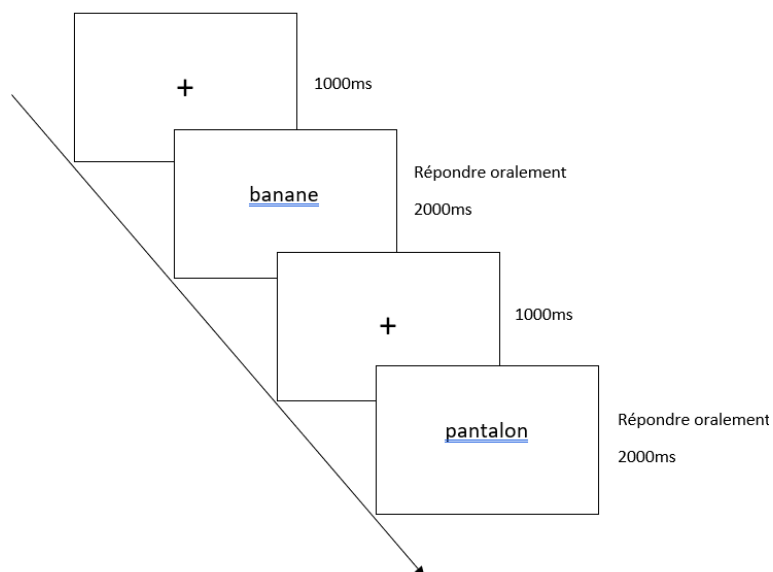 +
1000ms
banane
Répondre oralement
2000ms
+
1000ms
pantalon
Répondre oralement
2000ms